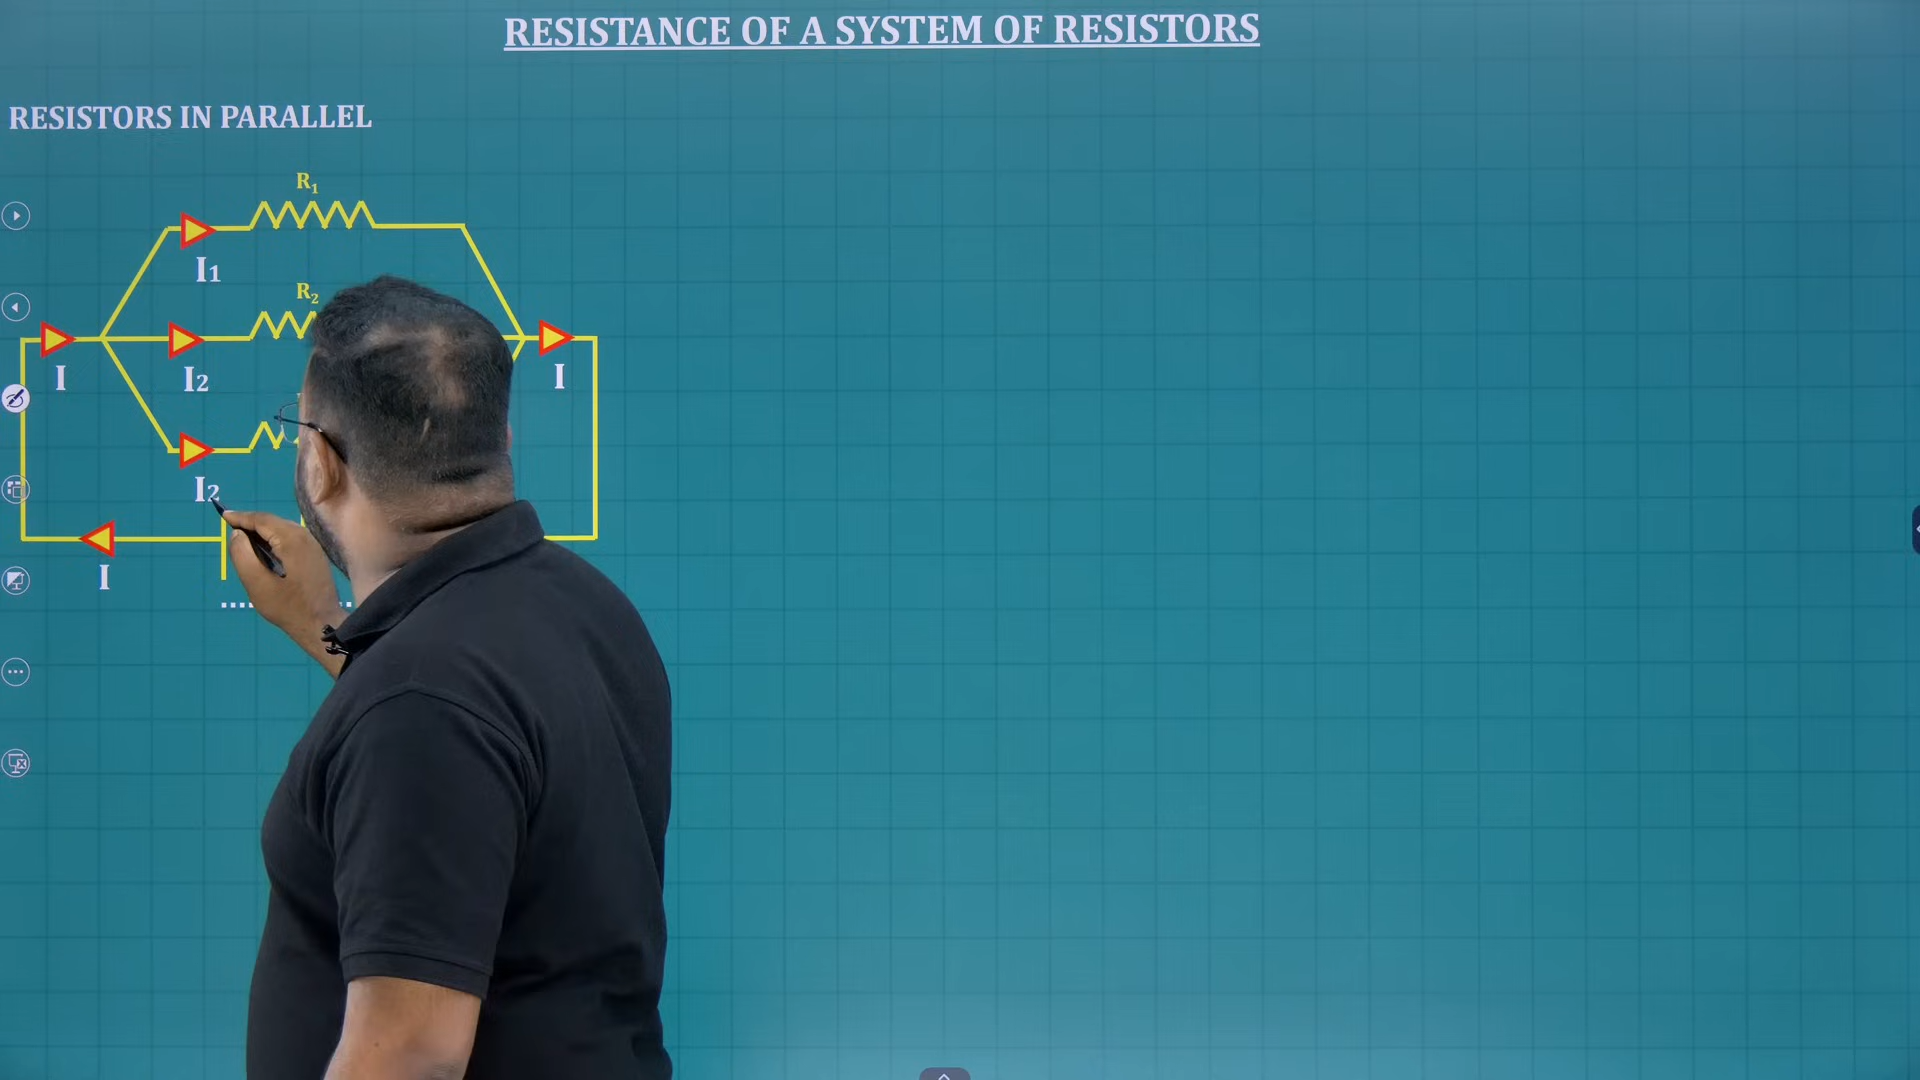 RESISTANCE OF A SYSTEM OF RESISTORS
RESISTORS IN PARALLEL
R₁
I₁
R₂
I
I₂
I
I₂
I